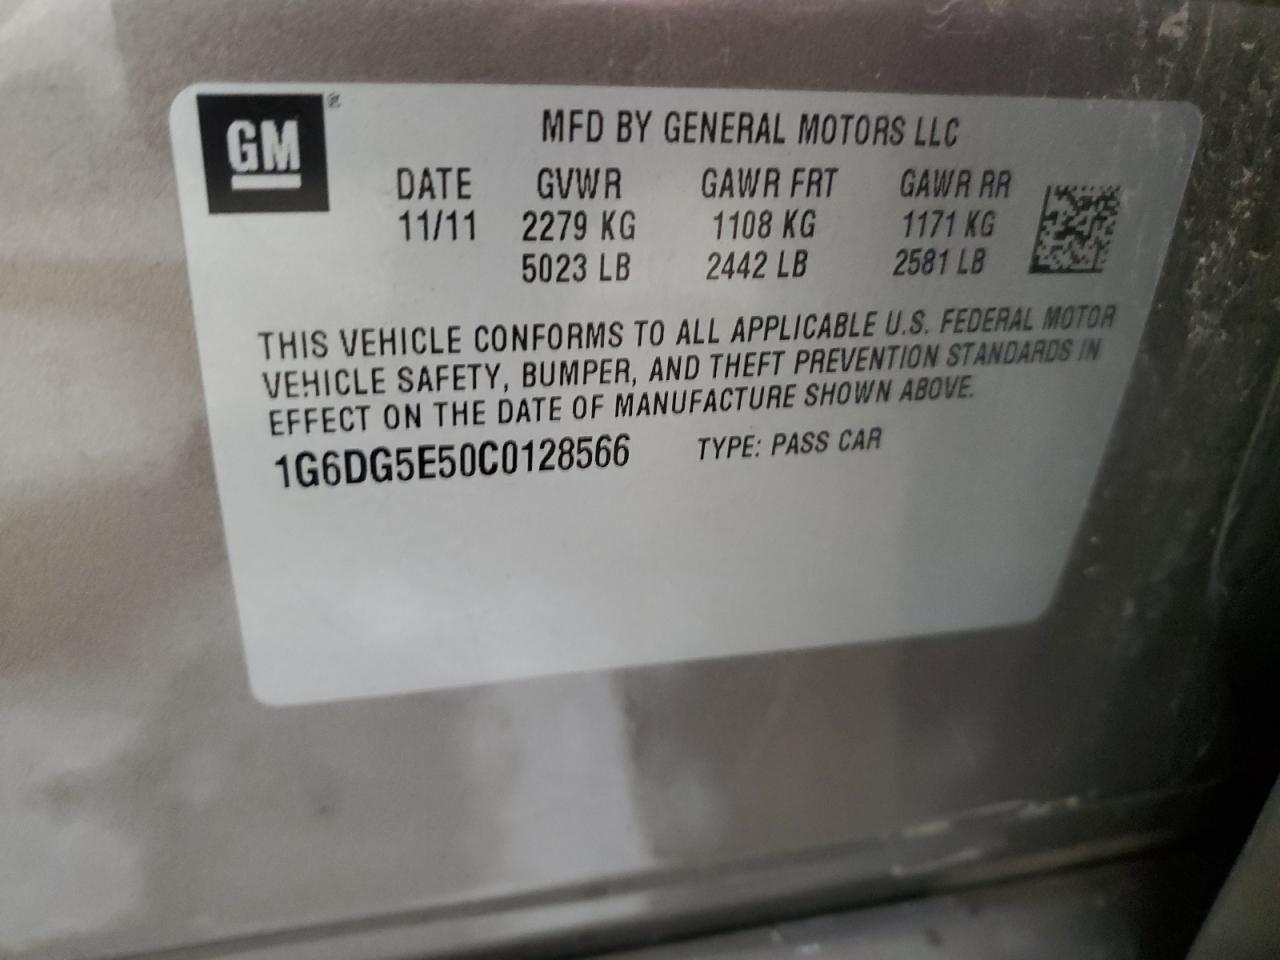 GM
MFD BY GENERAL MOTORS LLC
DATE GVWR GAWR FRT GAWR RR
11/11 2279 KG 1108 KG 1171 KG
5023 LB 2442 LB 2581 LB
THIS VEHICLE CONFORMS TO ALL APPLICABLE U.S. FEDERAL MOTOR
VEHICLE SAFETY, BUMPER, AND THEFT PREVENTION STANDARDS IN
EFFECT ON THE DATE OF MANUFACTURE SHOWN ABOVE.
1G6DG5E50C0128566 TYPE: PASS CAR